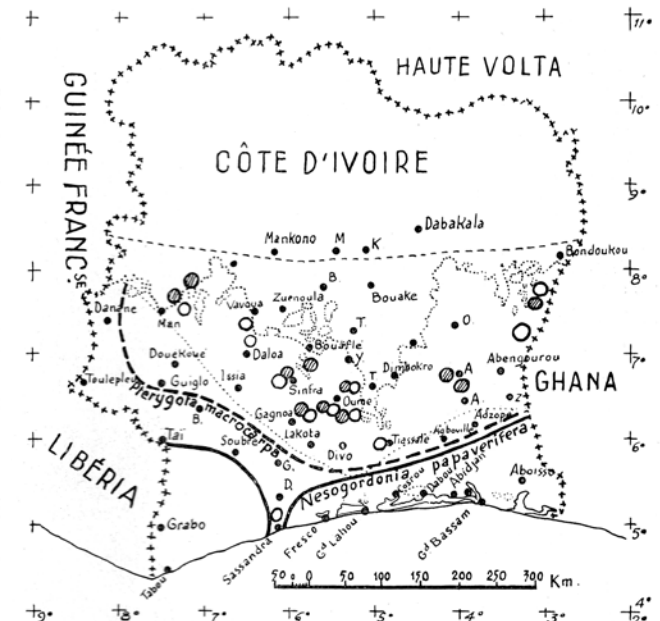 11°
HAUTE VOLTA
GUINÉE FRANCSE
10°
CÔTE D'IVOIRE
9°
Dabakala
Mankono
M
K
Bondoukou
8°
B.
Bouake
Zuenoula
Vavoua
Danane
Man
T.
O.
Bouafle
Douekoue
Daloa
Y
Dimbokro
Abengourou
7°
Toulepleu
Guiglo
Issia
Sinfra
T
A
GHANA
Pterygota macrocarpa
B.
Gagnoa
Oume
A.
Z
Adzope
Tai
Soubre
Lakota
Divo
Tiassale
Agboville
6°
LIBÉRIA
G.
Nesogordonia papaverifera
D.
Cosrou
Dabou
Abidjan
Aboisso
Grabo
5°
Sassandra
Fresco
Gd Lahou
Gd Bassam
Tabou
50
0
50
100
150
200
250
300
Km.
4°
9°
8°
7°
6°
5°
4°
3°
2°